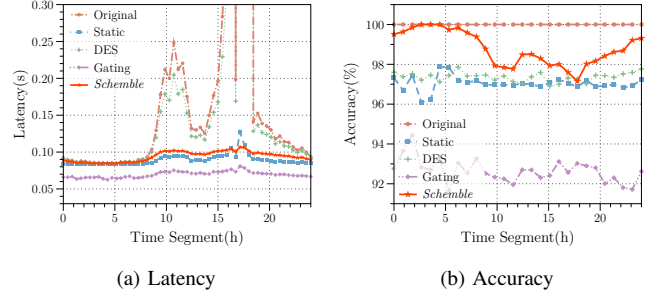 Original
Static
DES
Gating
Schemble
0.30
0.25
0.20
0.15
0.10
0.05
Latency(s)
0
5
10
15
20
Time Segment(h)
(a) Latency
100
98
96
94
92
Accuracy(%)
Original
Static
DES
Gating
Schemble
0
5
10
15
20
Time Segment(h)
(b) Accuracy